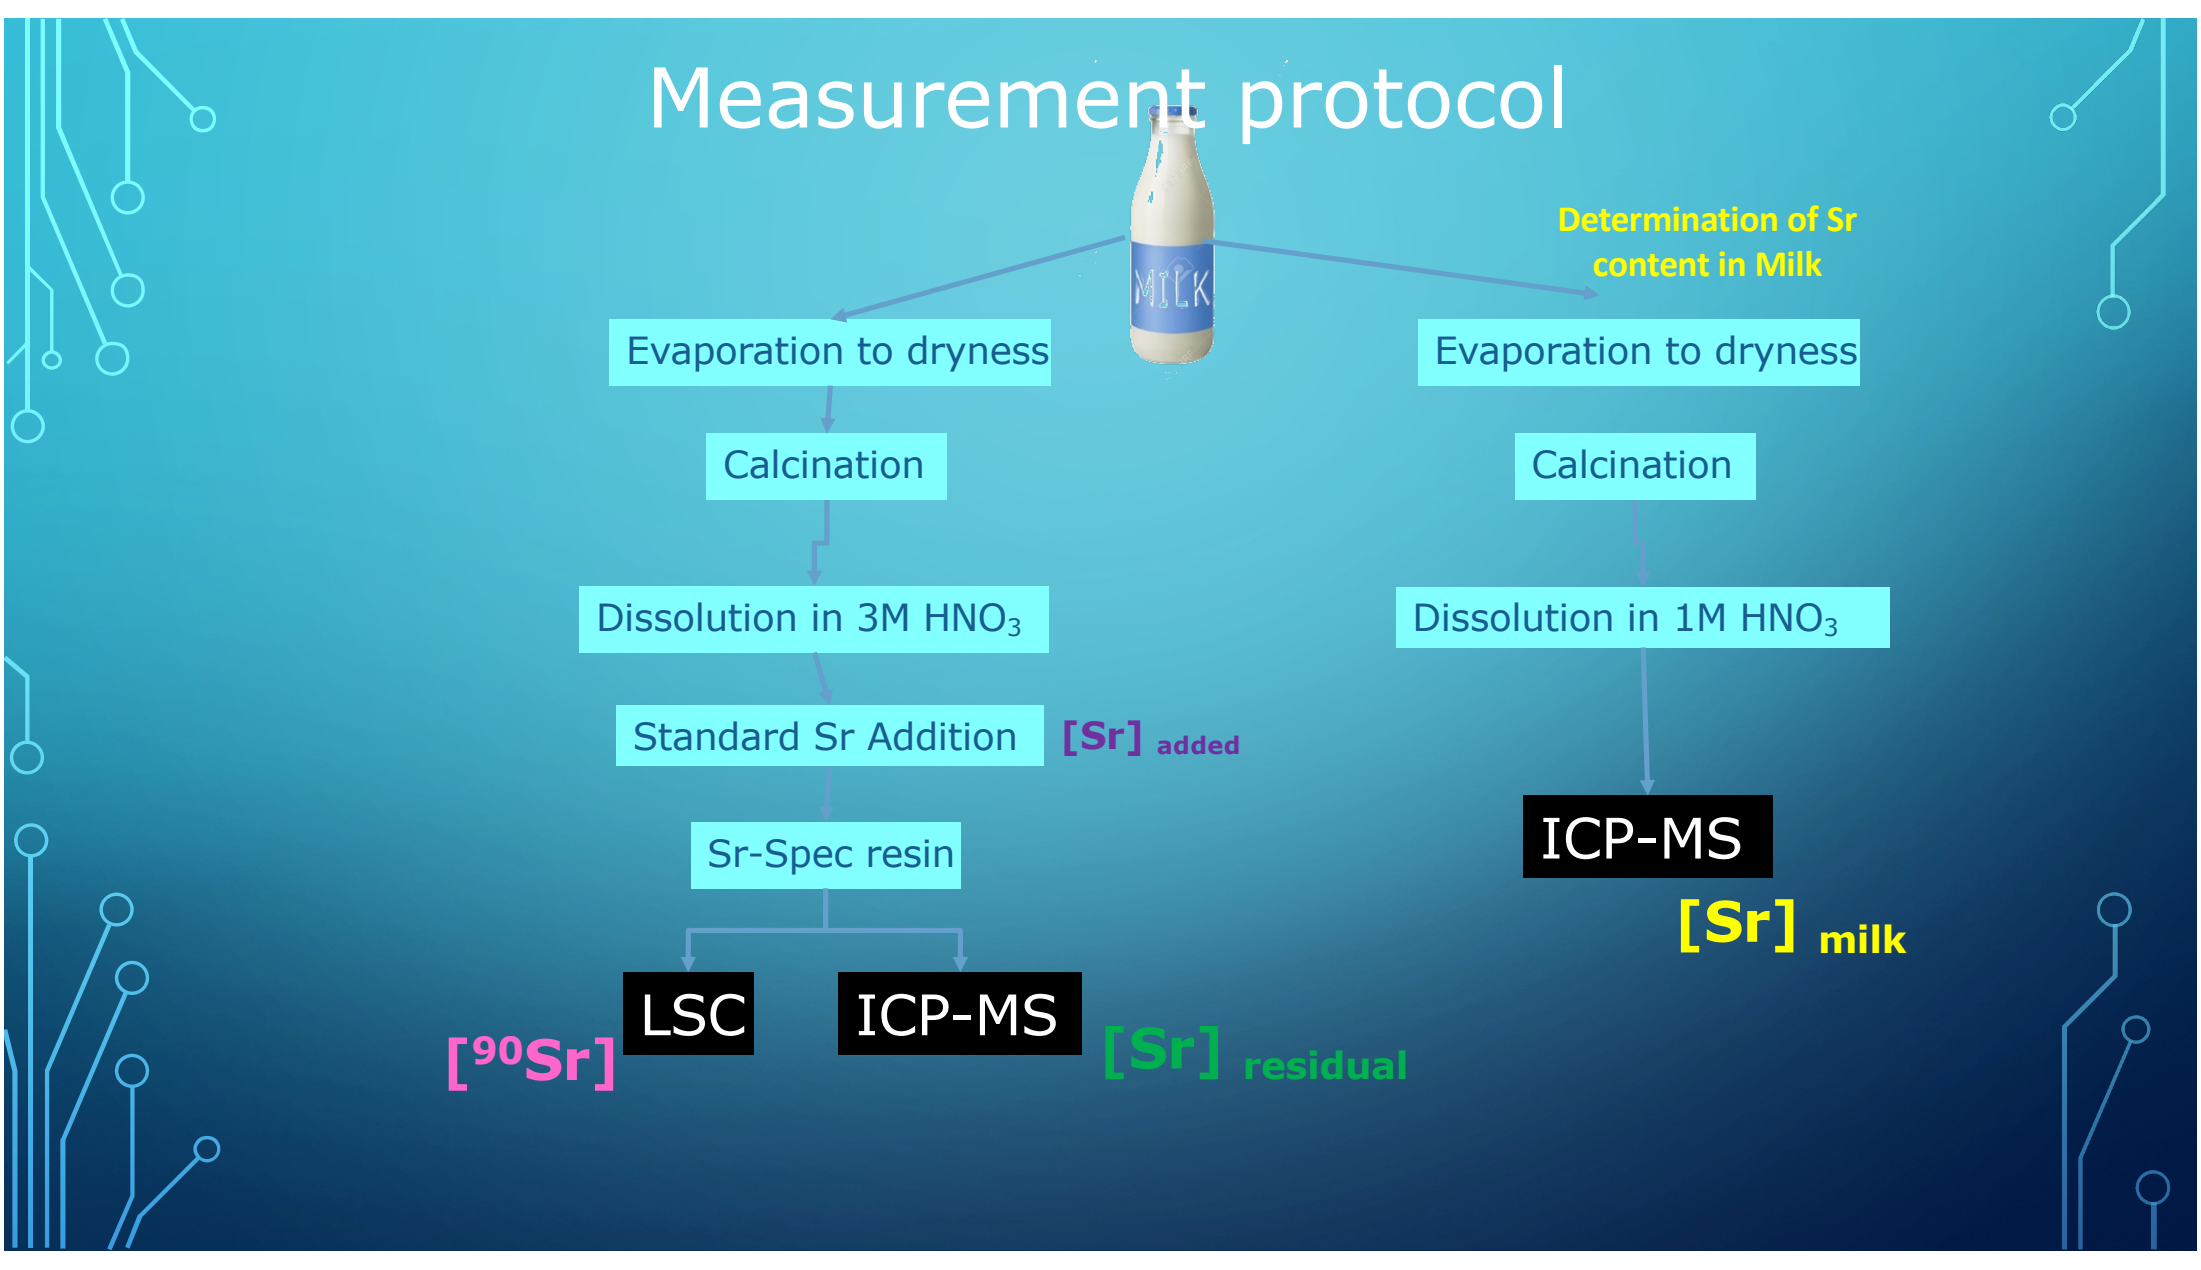 Measurement protocol
Determination of Sr
content in Milk
MILK
Evaporation to dryness
Calcination
Dissolution in 3M HNO₃
Standard Sr Addition
[Sr] added
Sr-Spec resin
LSC
[⁹⁰Sr]
ICP-MS
[Sr] residual
Evaporation to dryness
Calcination
Dissolution in 1M HNO₃
ICP-MS
[Sr] milk